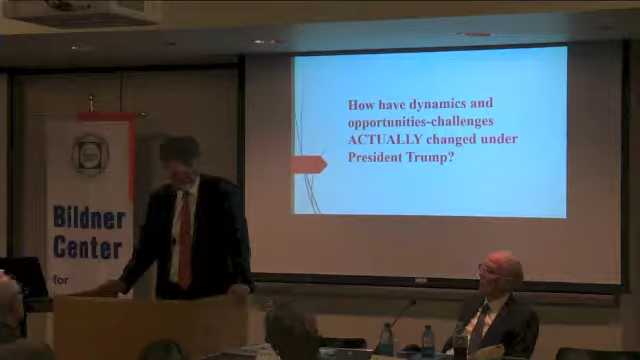 How have dynamics and
opportunities-challenges
ACTUALLY changed under
President Trump?
Bildner
Center
for